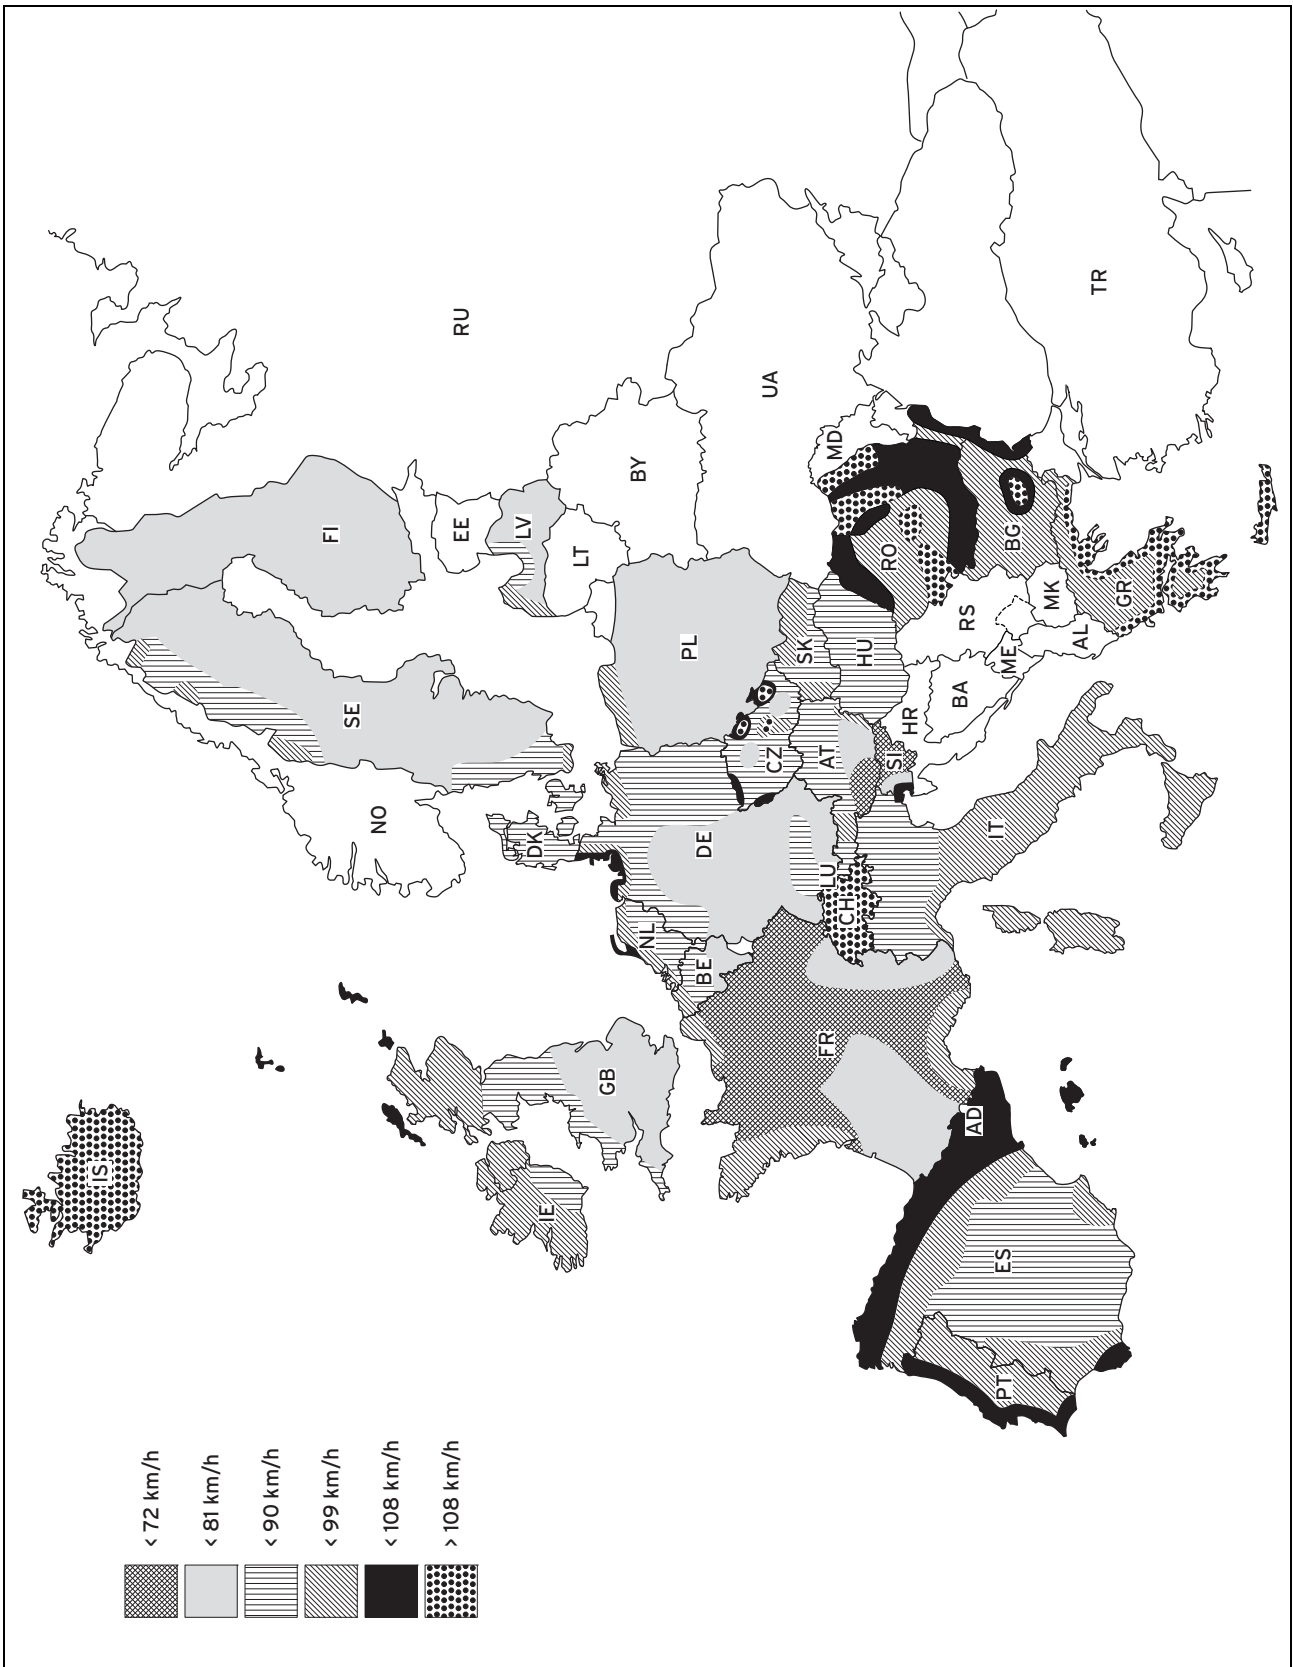 < 72 km/h
< 81 km/h
< 90 km/h
< 99 km/h
< 108 km/h
> 108 km/h
IS
NO
SE
FI
RU
EE
LV
LT
BY
DK
IE
GB
NL
BE
DE
PL
CZ
SK
UA
MD
LU
FR
CH
AT
HU
RO
SI
HR
BA
RS
ME
BG
MK
AL
GR
TR
IT
AD
ES
PT